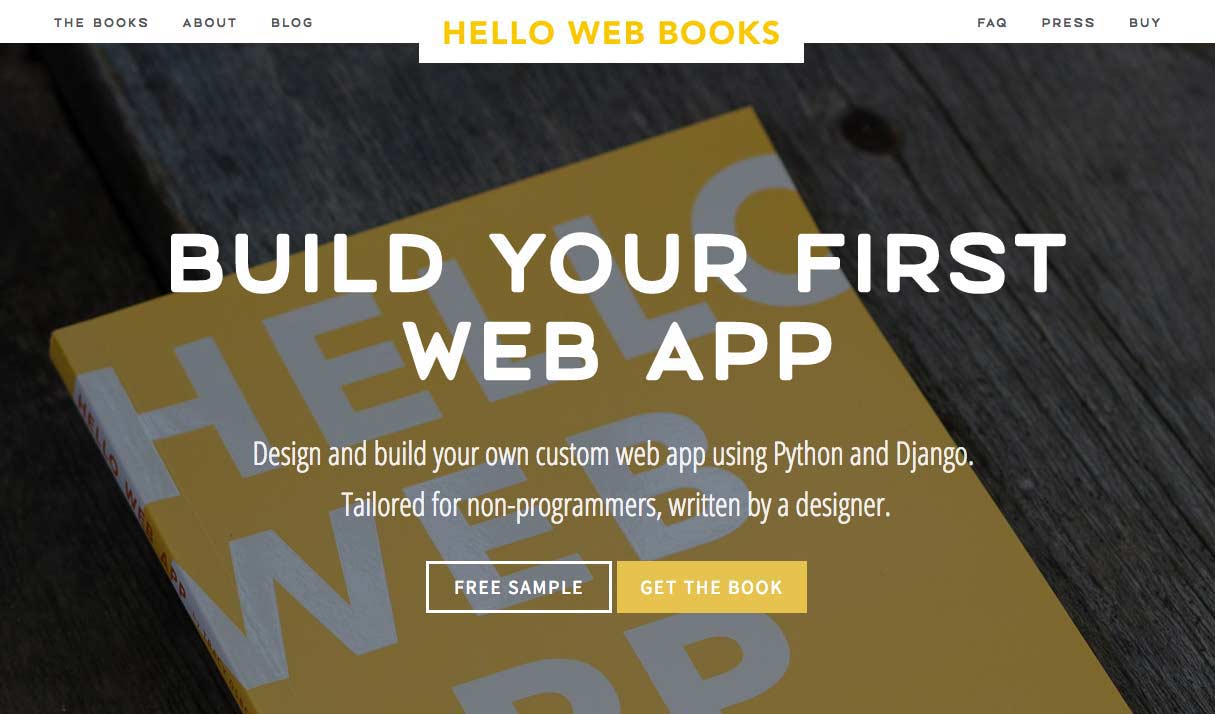 THE BOOKS ABOUT BLOG
HELLO WEB BOOKS
FAQ PRESS BUY
BUILD YOUR FIRST
WEB APP
Design and build your own custom web app using Python and Django.
Tailored for non-programmers, written by a designer.
FREE SAMPLE
GET THE BOOK
HELLO
WEB
APP
HELLO WEB APP